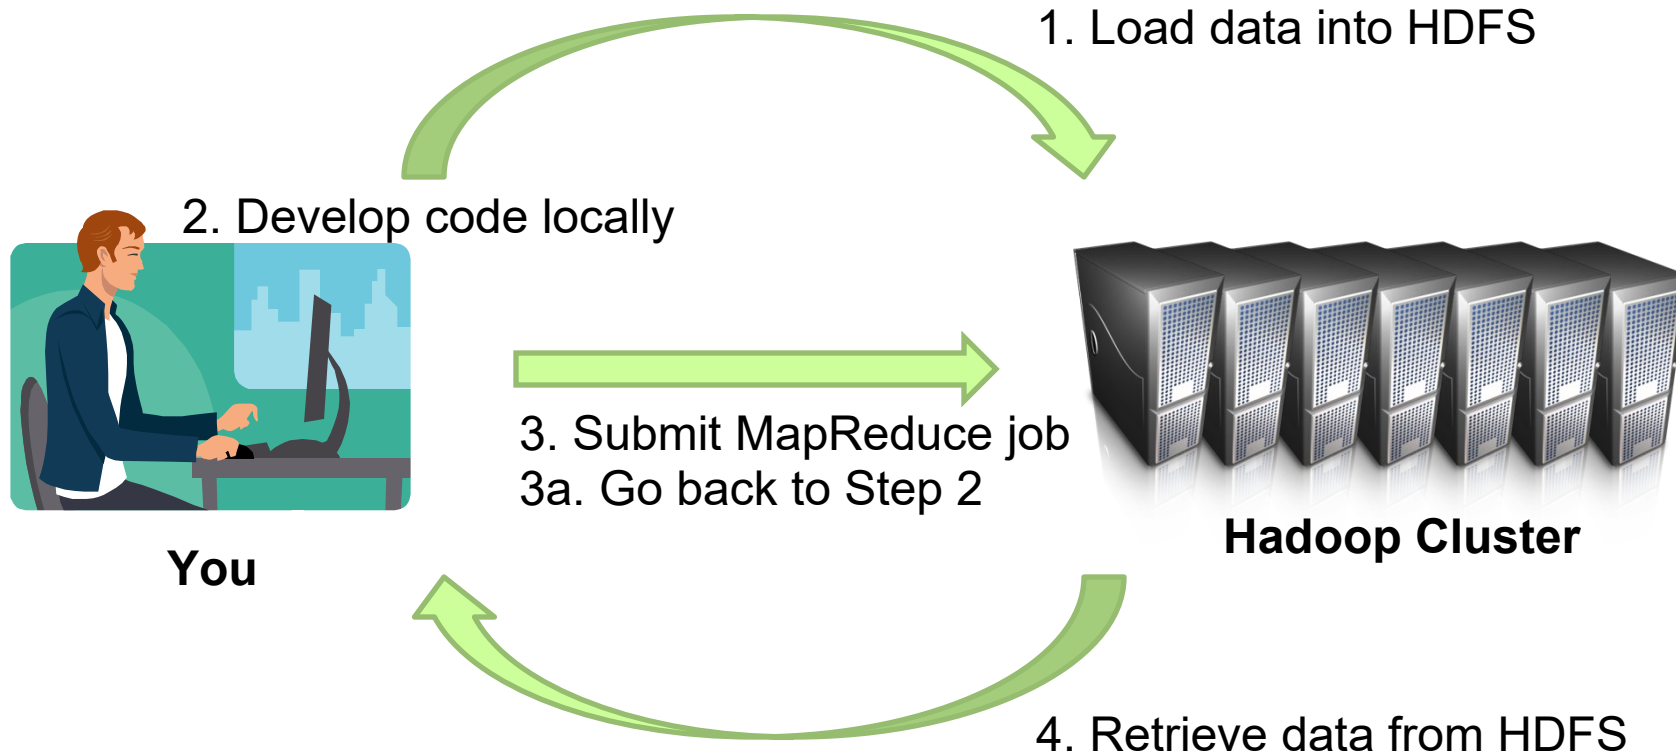 1. Load data into HDFS
2. Develop code locally
3. Submit MapReduce job
3a. Go back to Step 2
Hadoop Cluster
You
4. Retrieve data from HDFS